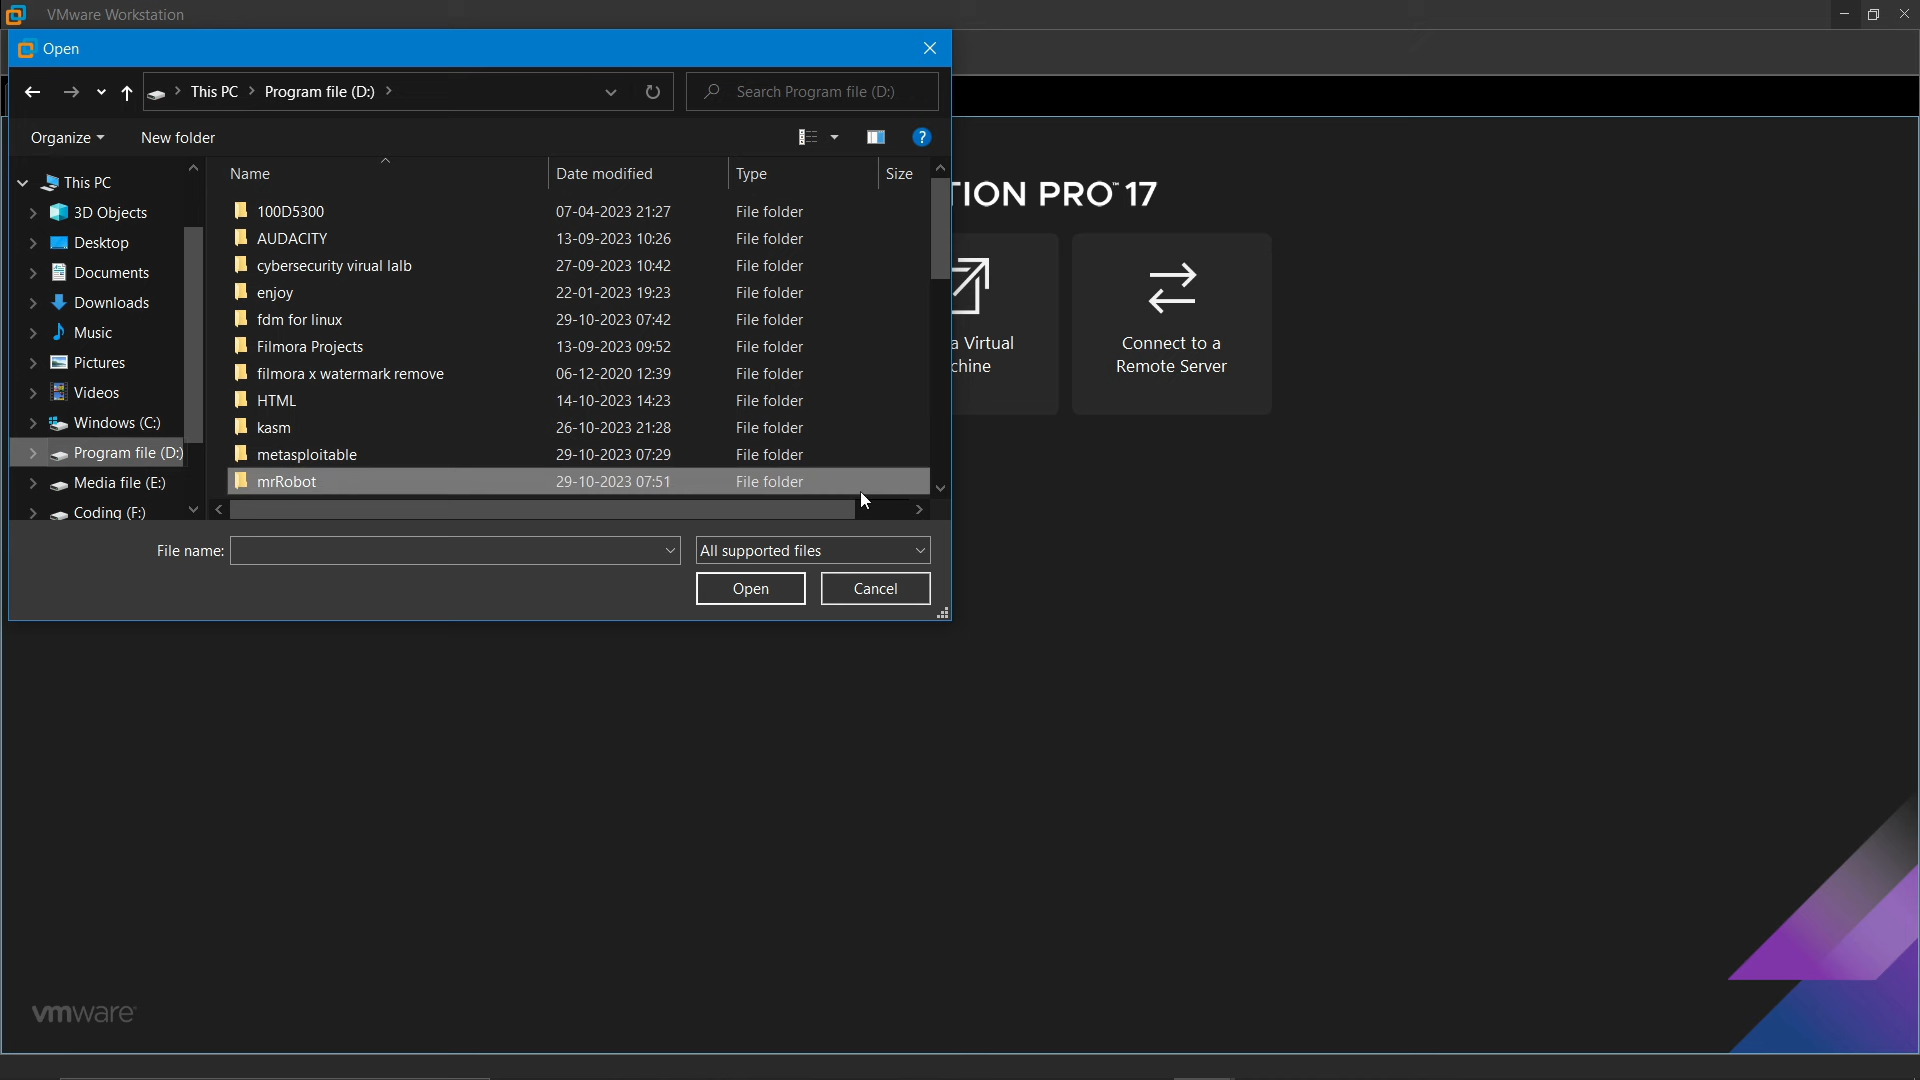 VMware Workstation
Open
This PC > Program file (D:) >
Search Program file (D:)
Organize
New folder
?
Name Date modified Type Size
This PC
3D Objects
Desktop
Documents
Downloads
Music
Pictures
Videos
Windows (C:)
Program file (D:)
Media file (E:)
Coding (F:)
100D5300 07-04-2023 21:27 File folder
AUDACITY 13-09-2023 10:26 File folder
cybersecurity virual lalb 27-09-2023 10:42 File folder
enjoy 22-01-2023 19:23 File folder
fdm for linux 29-10-2023 07:42 File folder
Filmora Projects 13-09-2023 09:52 File folder
filmora x watermark remove 06-12-2020 12:39 File folder
HTML 14-10-2023 14:23 File folder
kasm 26-10-2023 21:28 File folder
metasploitable 29-10-2023 07:29 File folder
mrRobot 29-10-2023 07:51 File folder
File name:
All supported files
Open
Cancel
TION PRO™ 17
a Virtual
chine
Connect to a
Remote Server
vmware